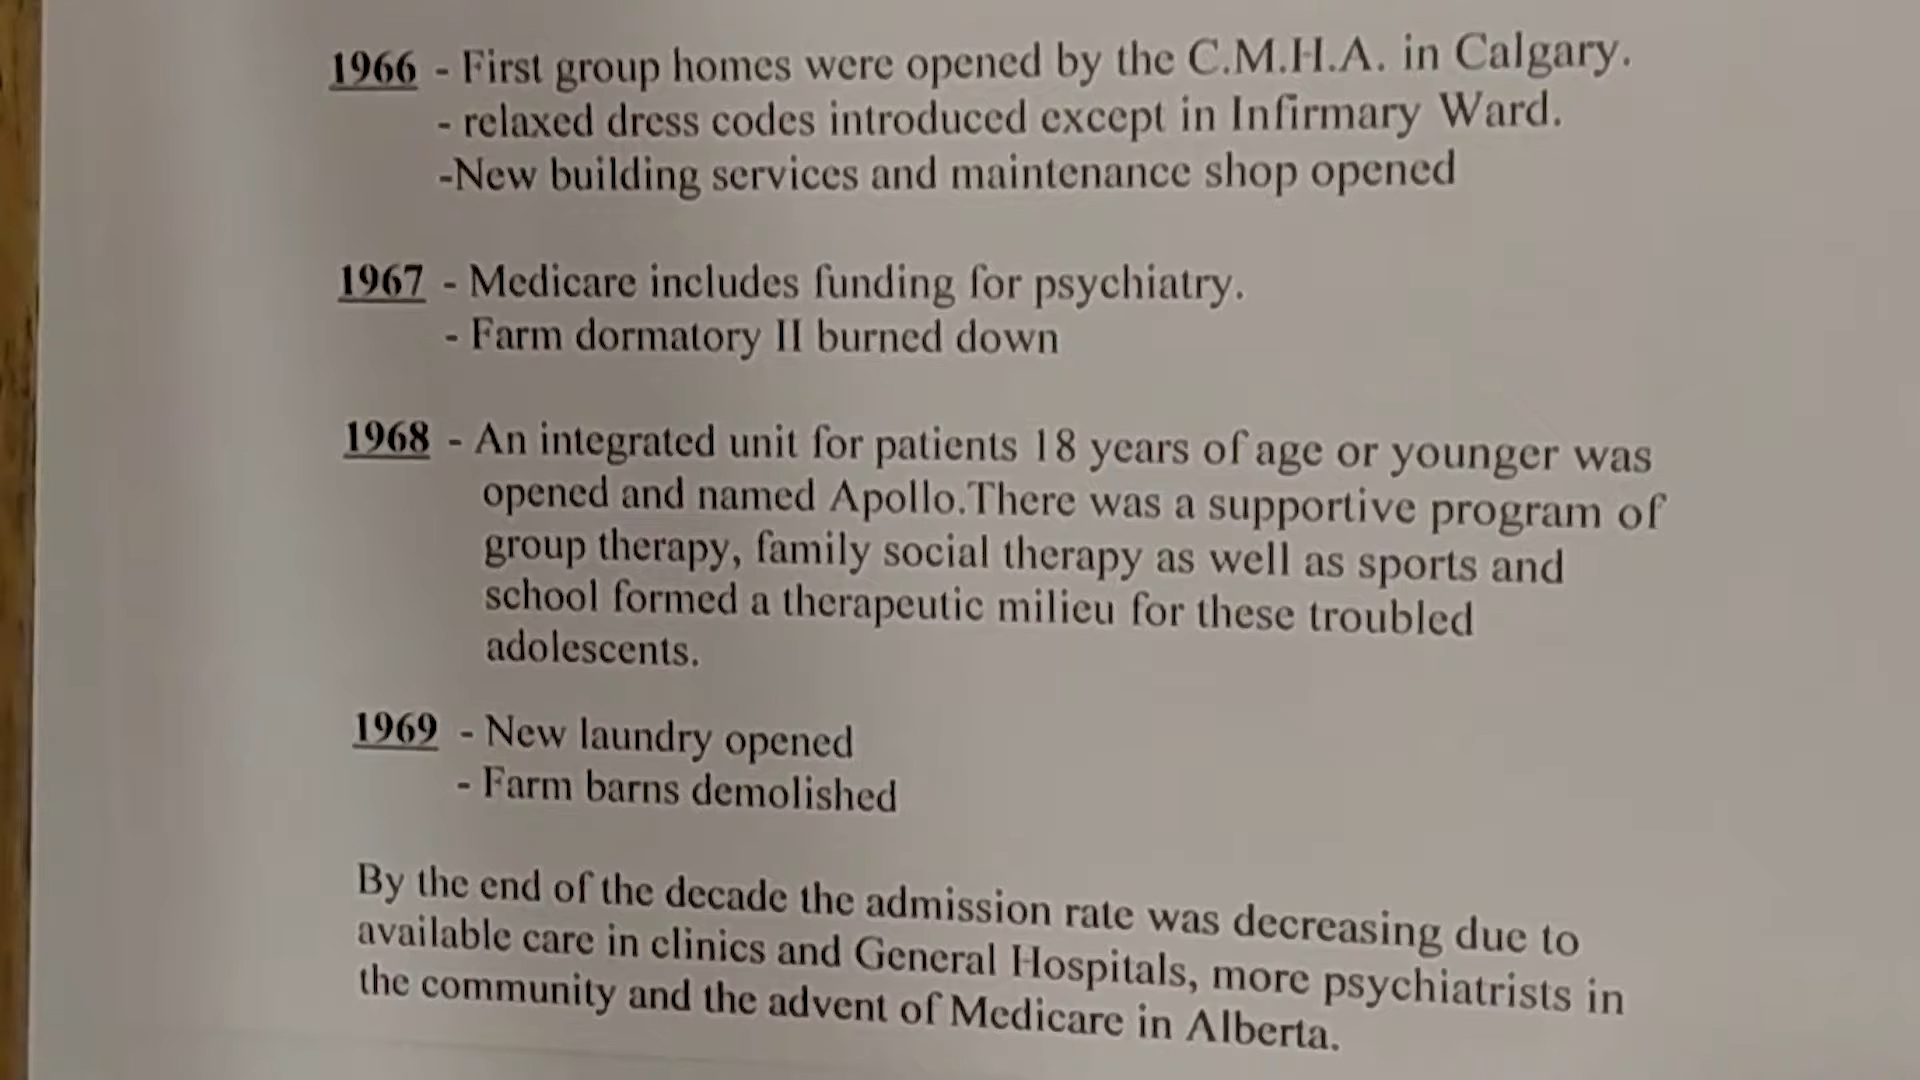 1966 - First group homes were opened by the C.M.H.A. in Calgary.
- relaxed dress codes introduced except in Infirmary Ward.
-New building services and maintenance shop opened
1967 - Medicare includes funding for psychiatry.
- Farm dormatory II burned down
1968 - An integrated unit for patients 18 years of age or younger was
opened and named Apollo.There was a supportive program of
group therapy, family social therapy as well as sports and
school formed a therapeutic milieu for these troubled
adolescents.
1969 - New laundry opened
- Farm barns demolished
By the end of the decade the admission rate was decreasing due to
available care in clinics and General Hospitals, more psychiatrists in
the community and the advent of Medicare in Alberta.